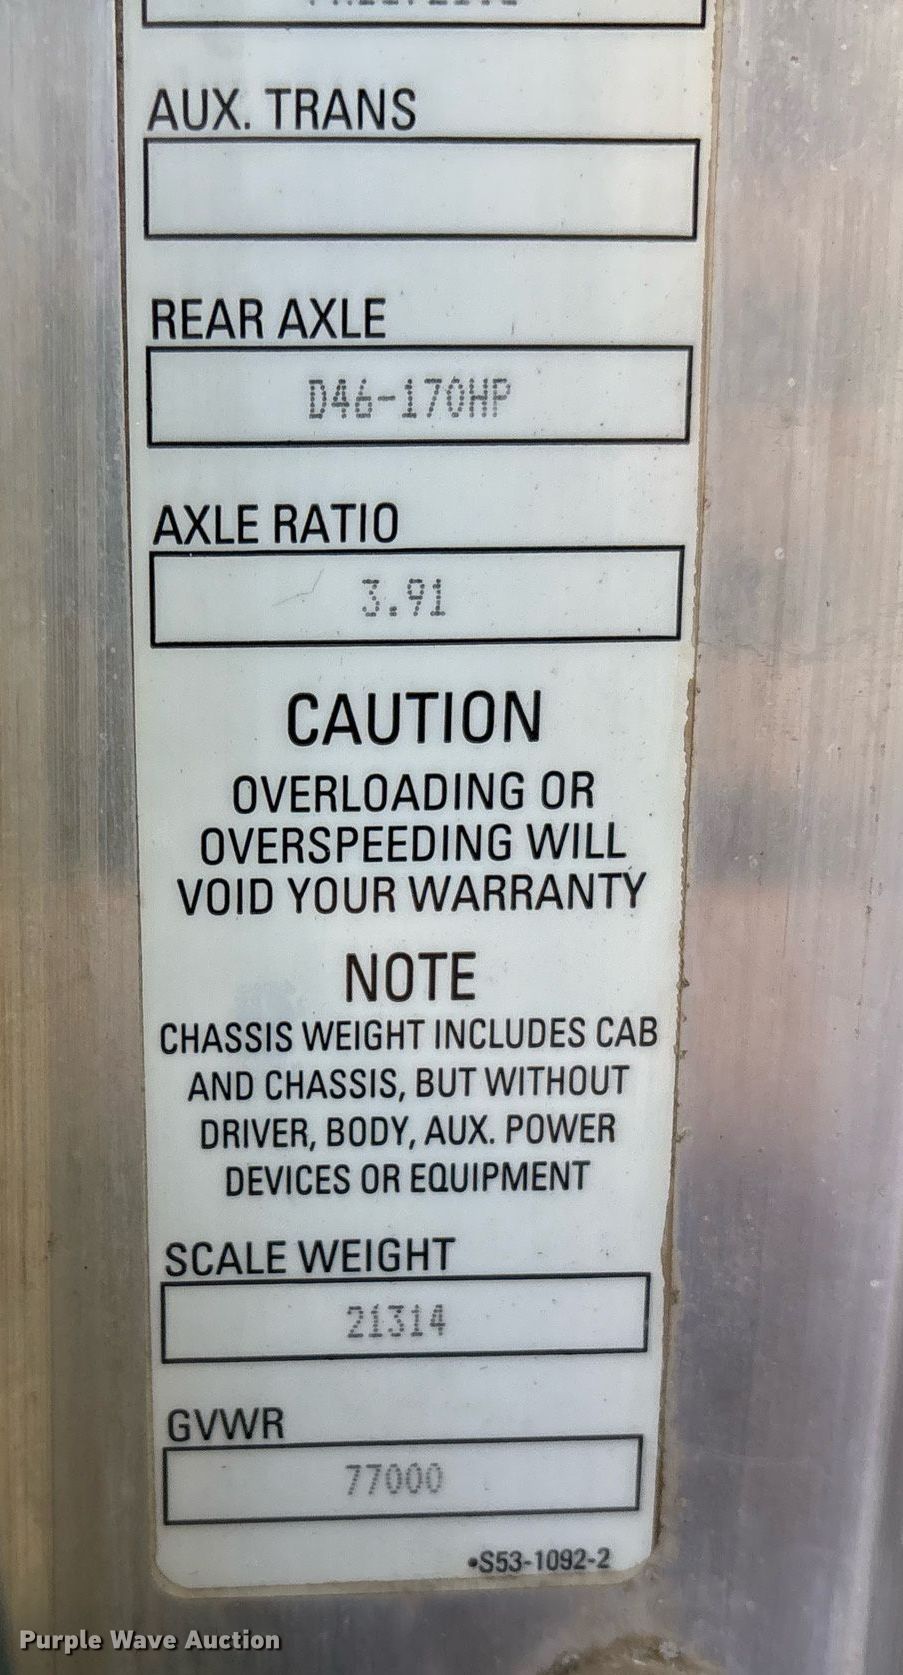 AUX. TRANS
REAR AXLE
D46-170HP
AXLE RATIO
3.91
CAUTION
OVERLOADING OR
OVERSPEEDING WILL
VOID YOUR WARRANTY
NOTE
CHASSIS WEIGHT INCLUDES CAB
AND CHASSIS, BUT WITHOUT
DRIVER, BODY, AUX. POWER
DEVICES OR EQUIPMENT
SCALE WEIGHT
21314
GVWR
77000
•S53-1092-2
Purple Wave Auction